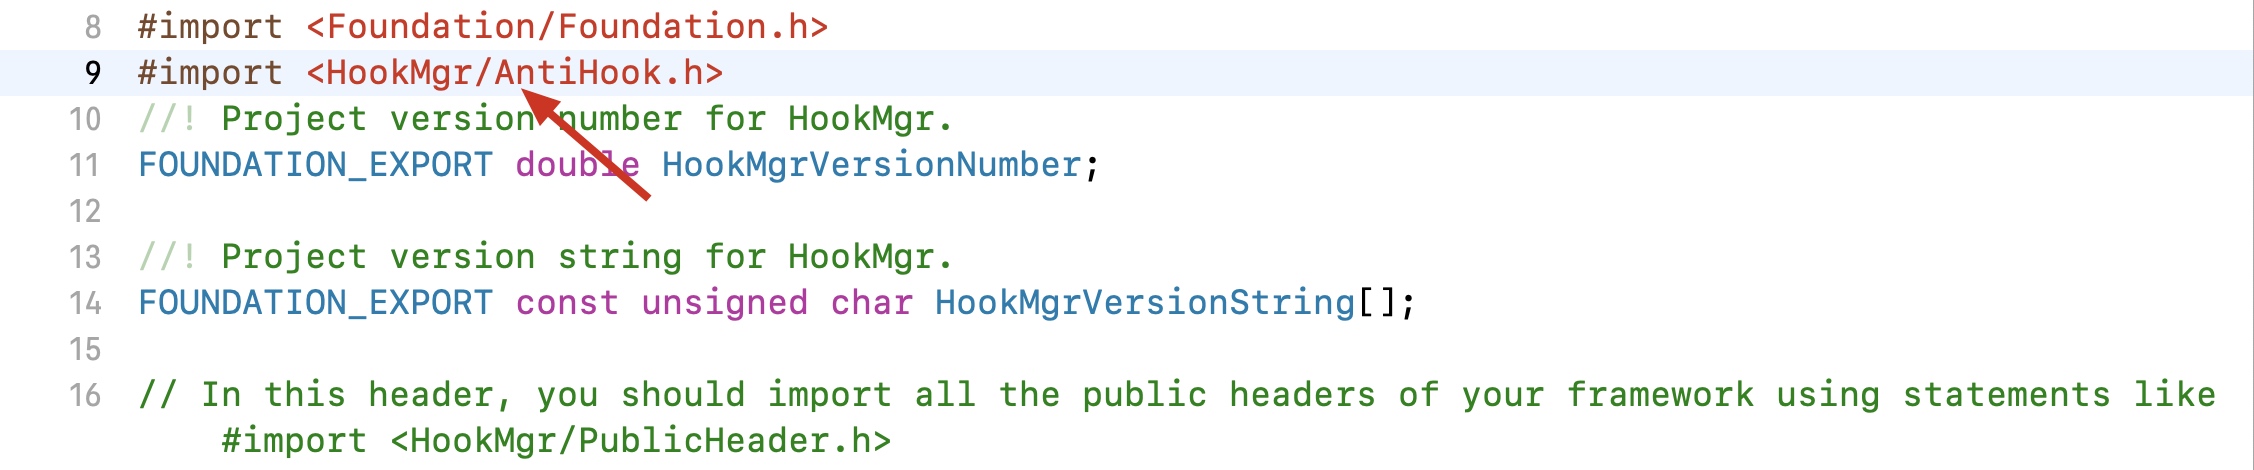 8 #import <Foundation/Foundation.h>
9 #import <HookMgr/AntiHook.h>
10 //! Project version number for HookMgr.
11 FOUNDATION_EXPORT double HookMgrVersionNumber;
12
13 //! Project version string for HookMgr.
14 FOUNDATION_EXPORT const unsigned char HookMgrVersionString[];
15
16 // In this header, you should import all the public headers of your framework using statements like
#import <HookMgr/PublicHeader.h>